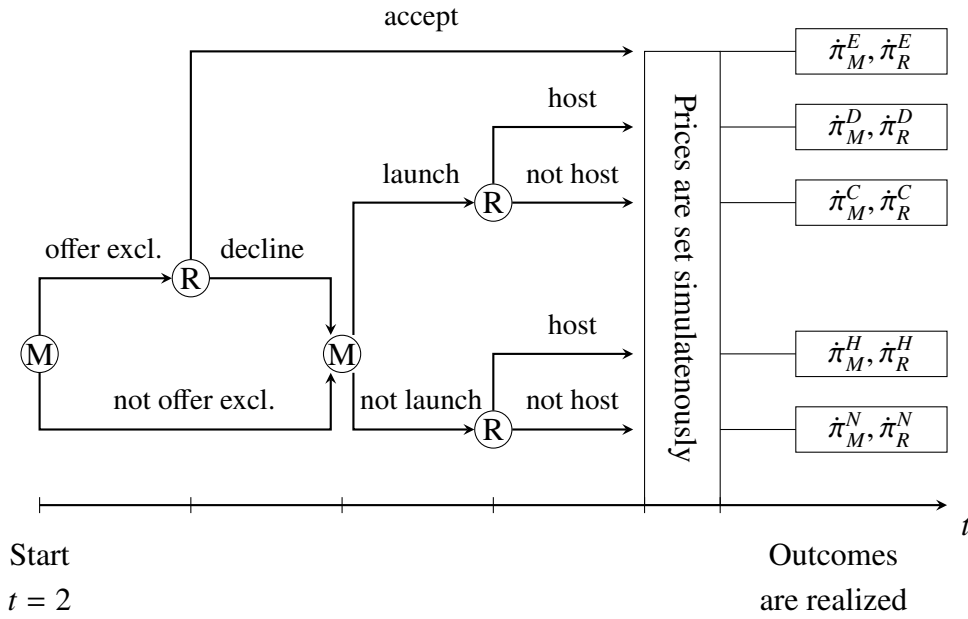 accept
π̇_M^E, π̇_R^E
host
π̇_M^D, π̇_R^D
launch
not host
R
π̇_M^C, π̇_R^C
offer excl.
decline
R
Prices are set simulatenously
host
M
M
π̇_M^H, π̇_R^H
not offer excl.
not launch
not host
R
π̇_M^N, π̇_R^N
t
Start
t = 2
Outcomes
are realized